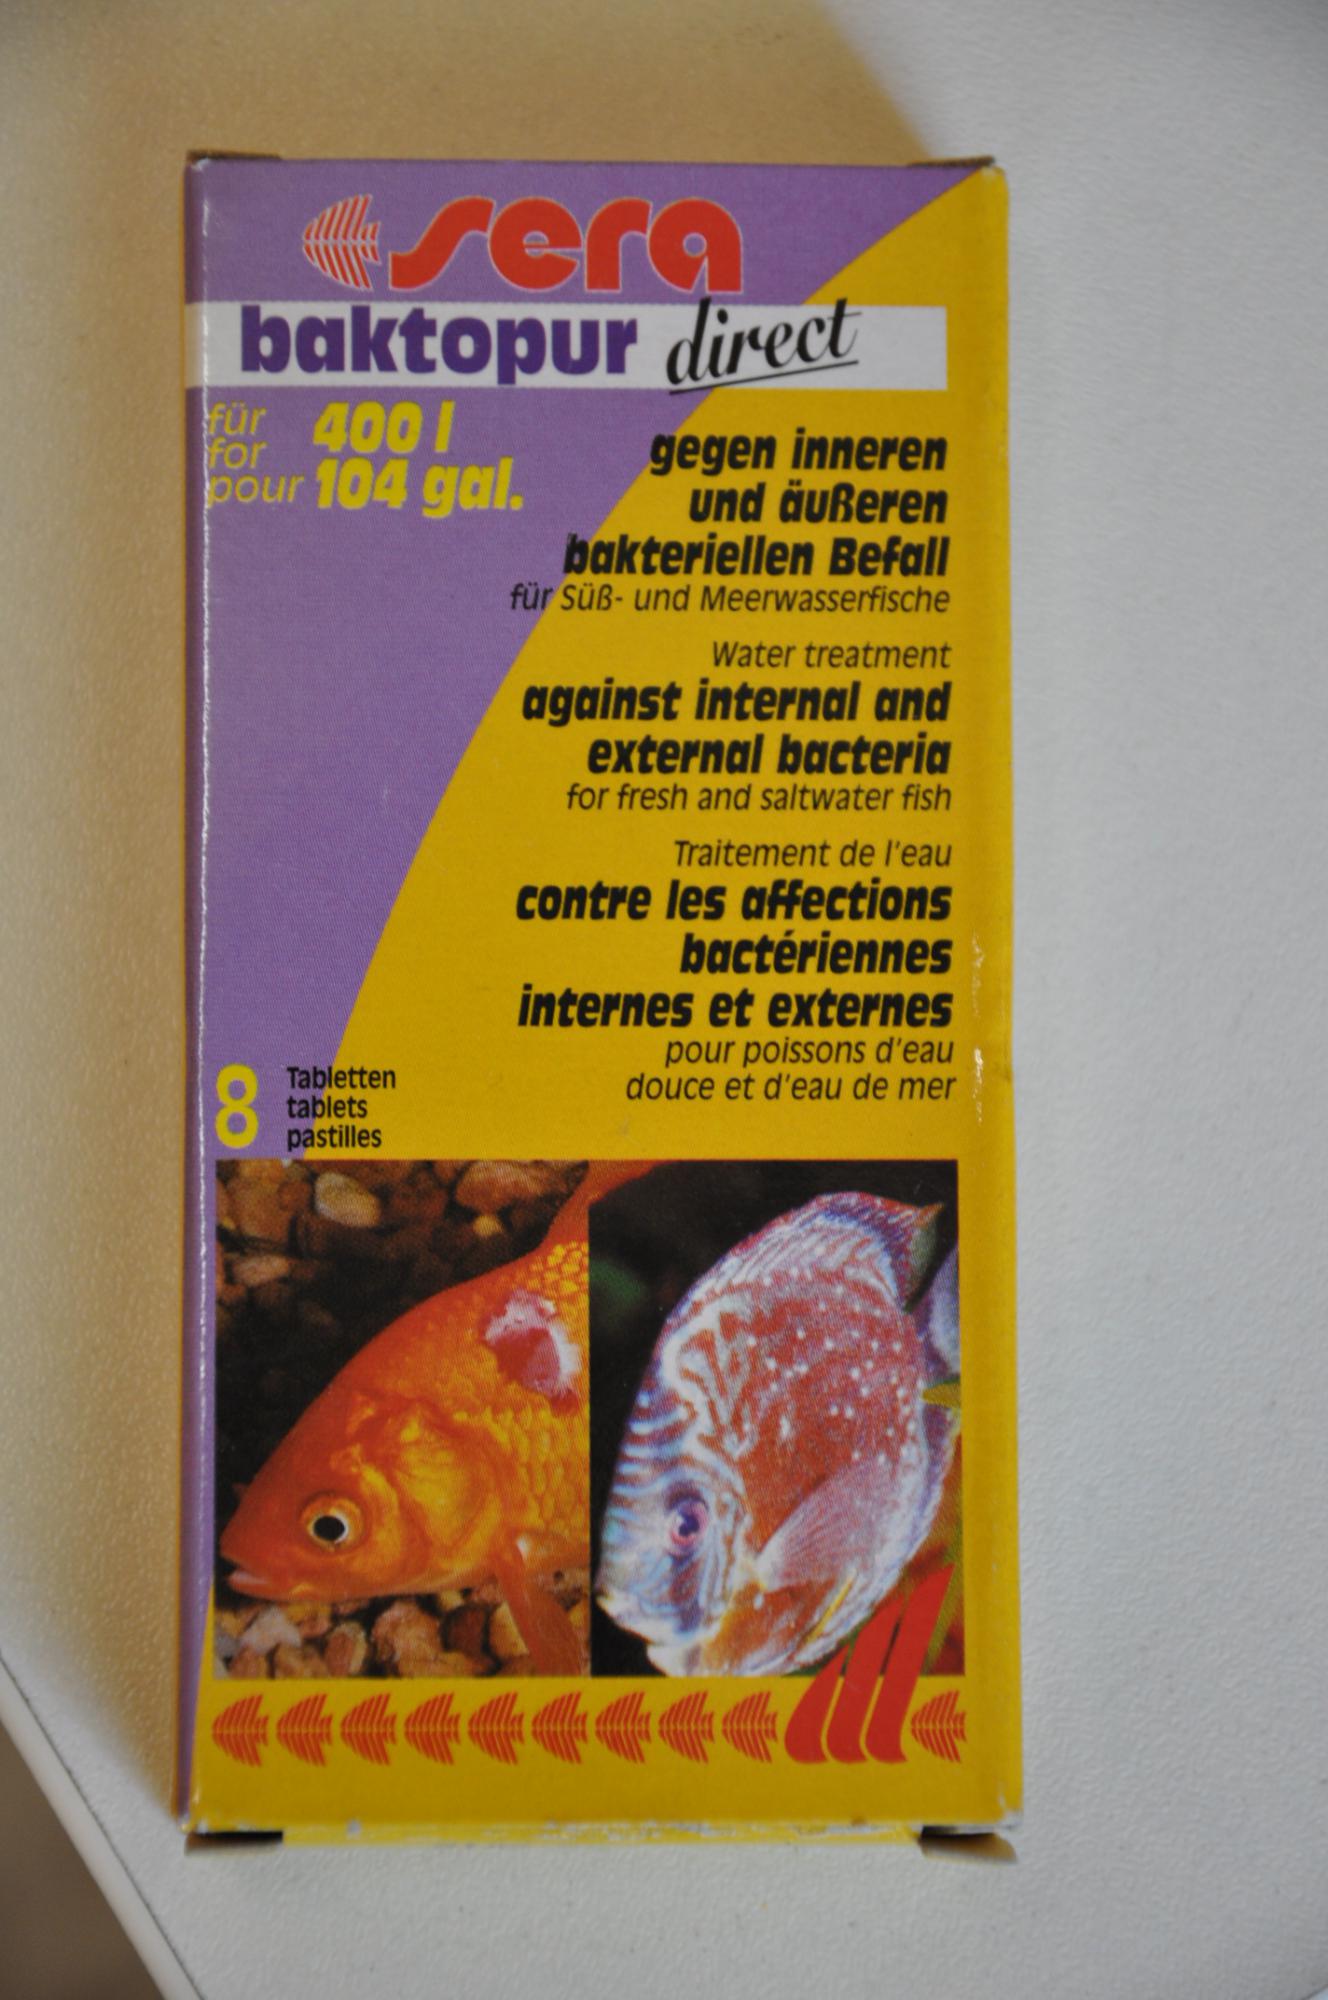 sera
baktopur direct
für
for
pour
400 l
104 gal.
gegen inneren
und äußeren
bakteriellen Befall
für Süß- und Meerwasserfische
Water treatment
against internal and
external bacteria
for fresh and saltwater fish
Traitement de l'eau
contre les affections
bactériennes
internes et externes
pour poissons d'eau
douce et d'eau de mer
8
Tabletten
tablets
pastilles